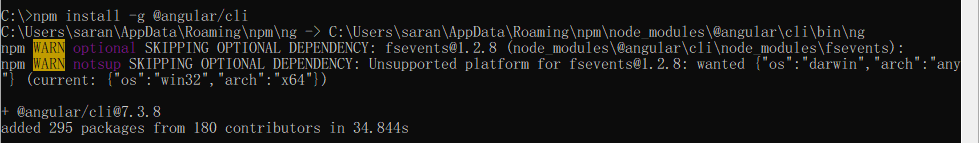 C:\>npm install -g @angular/cli
C:\Users\saran\AppData\Roaming\npm\ng -> C:\Users\saran\AppData\Roaming\npm\node_modules\@angular\cli\bin\ng
npm WARN optional SKIPPING OPTIONAL DEPENDENCY: fsevents@1.2.8 (node_modules\@angular\cli\node_modules\fsevents):
npm WARN notsup SKIPPING OPTIONAL DEPENDENCY: Unsupported platform for fsevents@1.2.8: wanted {"os":"darwin","arch":"any
"} (current: {"os":"win32","arch":"x64"})
+ @angular/cli@7.3.8
added 295 packages from 180 contributors in 34.844s